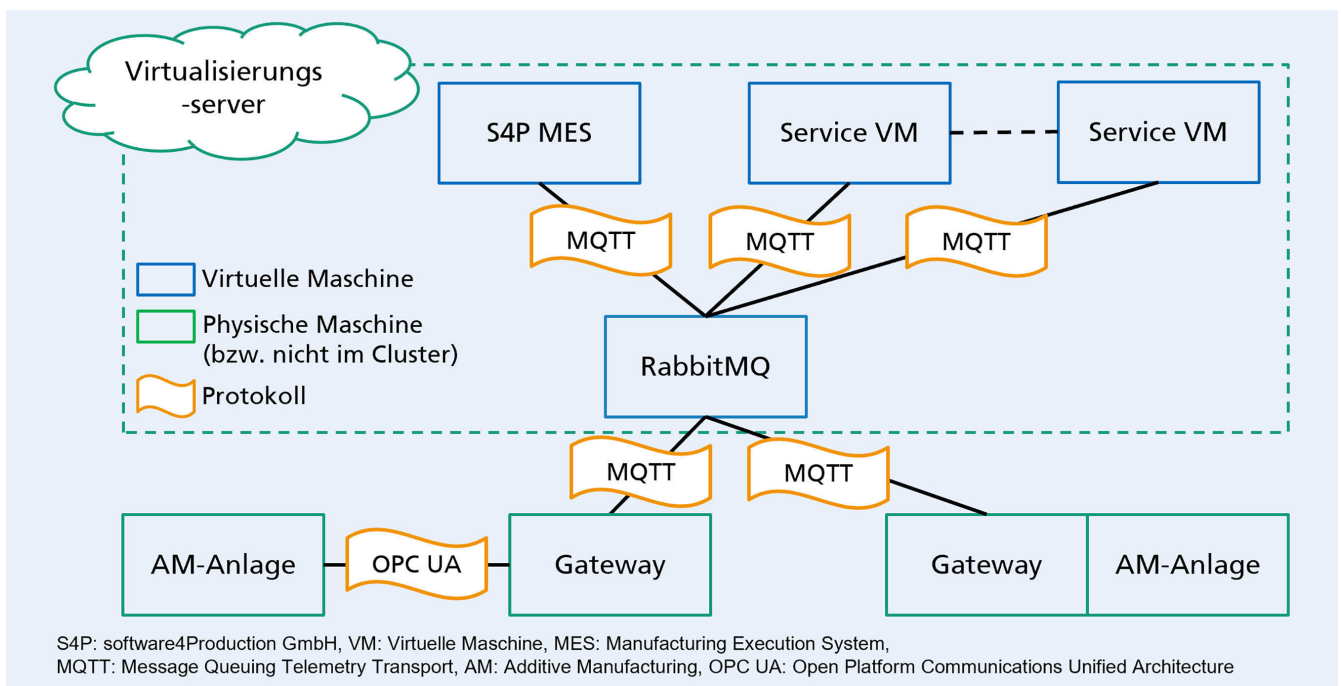 Virtualisierungs
-server
S4P MES
Service VM
Service VM
MQTT
MQTT
MQTT
Virtuelle Maschine
Physische Maschine
(bzw. nicht im Cluster)
Protokoll
RabbitMQ
MQTT
MQTT
AM-Anlage
OPC UA
Gateway
Gateway
AM-Anlage
S4P: software4Production GmbH, VM: Virtuelle Maschine, MES: Manufacturing Execution System,
MQTT: Message Queuing Telemetry Transport, AM: Additive Manufacturing, OPC UA: Open Platform Communications Unified Architecture